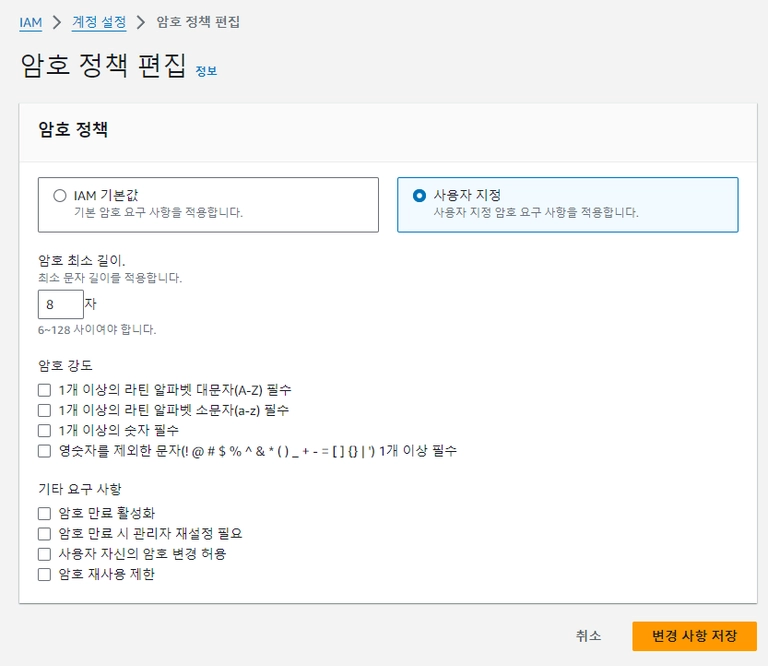 IAM > 계정 설정 > 암호 정책 편집
암호 정책 편집 정보
암호 정책
IAM 기본값
기본 암호 요구 사항을 적용합니다.
사용자 지정
사용자 지정 암호 요구 사항을 적용합니다.
암호 최소 길이.
최소 문자 길이를 적용합니다.
8 자
6~128 사이여야 합니다.
암호 강도
1개 이상의 라틴 알파벳 대문자(A-Z) 필수
1개 이상의 라틴 알파벳 소문자(a-z) 필수
1개 이상의 숫자 필수
영숫자를 제외한 문자(! @ # $ % ^ & * ( ) _ + - = [ ] {} | ') 1개 이상 필수
기타 요구 사항
암호 만료 활성화
암호 만료 시 관리자 재설정 필요
사용자 자신의 암호 변경 허용
암호 재사용 제한
취소 변경 사항 저장